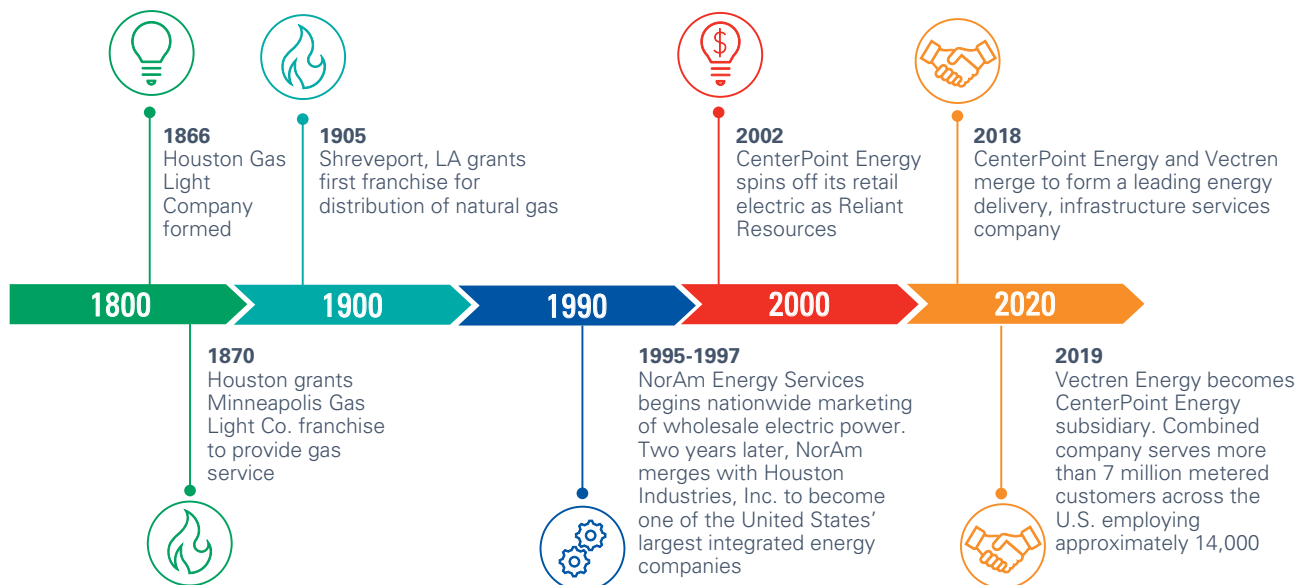 $
1866
Houston Gas
Light
Company
formed
1905
Shreveport, LA grants
first franchise for
distribution of natural gas
2002
CenterPoint Energy
spins off its retail
electric as Reliant
Resources
2018
CenterPoint Energy and Vectren
merge to form a leading energy
delivery, infrastructure services
company
1800
1900
1990
2000
2020
1870
Houston grants
Minneapolis Gas
Light Co. franchise
to provide gas
service
1995-1997
NorAm Energy Services
begins nationwide marketing
of wholesale electric power.
Two years later, NorAm
merges with Houston
Industries, Inc. to become
one of the United States’
largest integrated energy
companies
2019
Vectren Energy becomes
CenterPoint Energy
subsidiary. Combined
company serves more
than 7 million metered
customers across the
U.S. employing
approximately 14,000